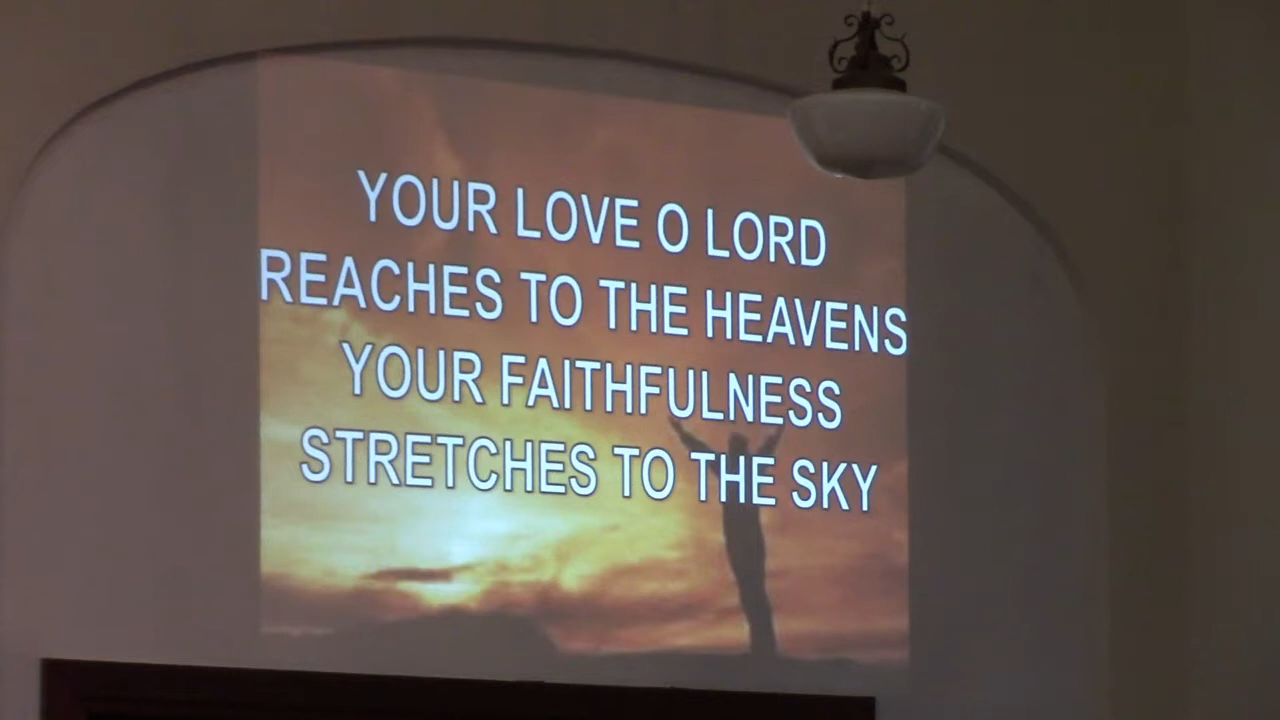 YOUR LOVE O LORD
REACHES TO THE HEAVENS
YOUR FAITHFULNESS
STRETCHES TO THE SKY